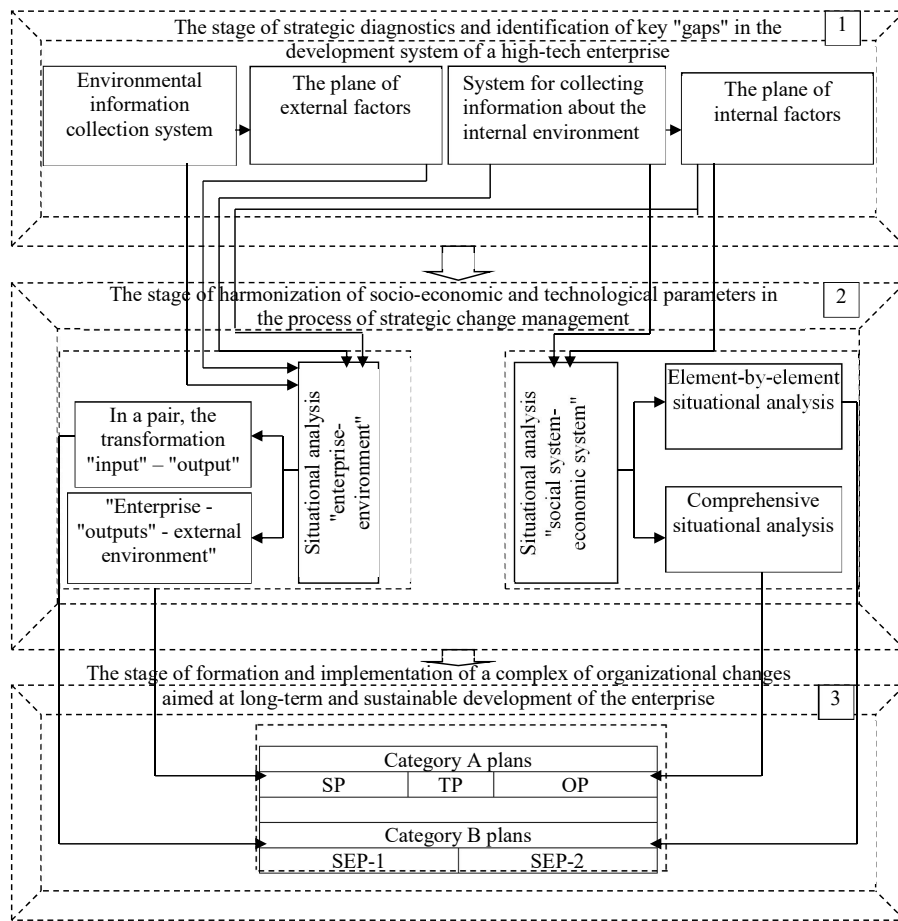 The stage of strategic diagnostics and identification of key "gaps" in the
development system of a high-tech enterprise
1
Environmental
information
collection system
The plane of
external factors
System for collecting
information about the
internal environment
The plane of
internal factors
The stage of harmonization of socio-economic and technological parameters in
the process of strategic change management
2
In a pair, the
transformation
"input" – "output"
"Enterprise -
"outputs" - external
environment"
Situational analysis
"enterprise-
environment"
Situational analysis
"social system-
economic system"
Element-by-element
situational analysis
Comprehensive
situational analysis
The stage of formation and implementation of a complex of organizational changes
aimed at long-term and sustainable development of the enterprise
3
Category A plans
SP TP OP
Category B plans
SEP-1 SEP-2